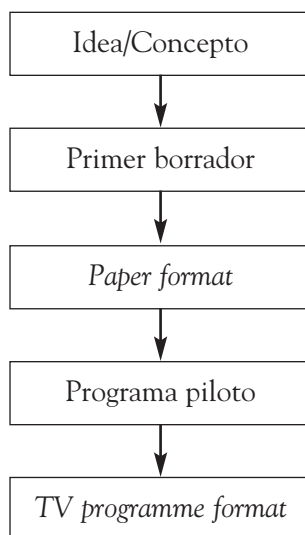 Idea/Concepto
Primer borrador
Paper format
Programa piloto
TV programme format